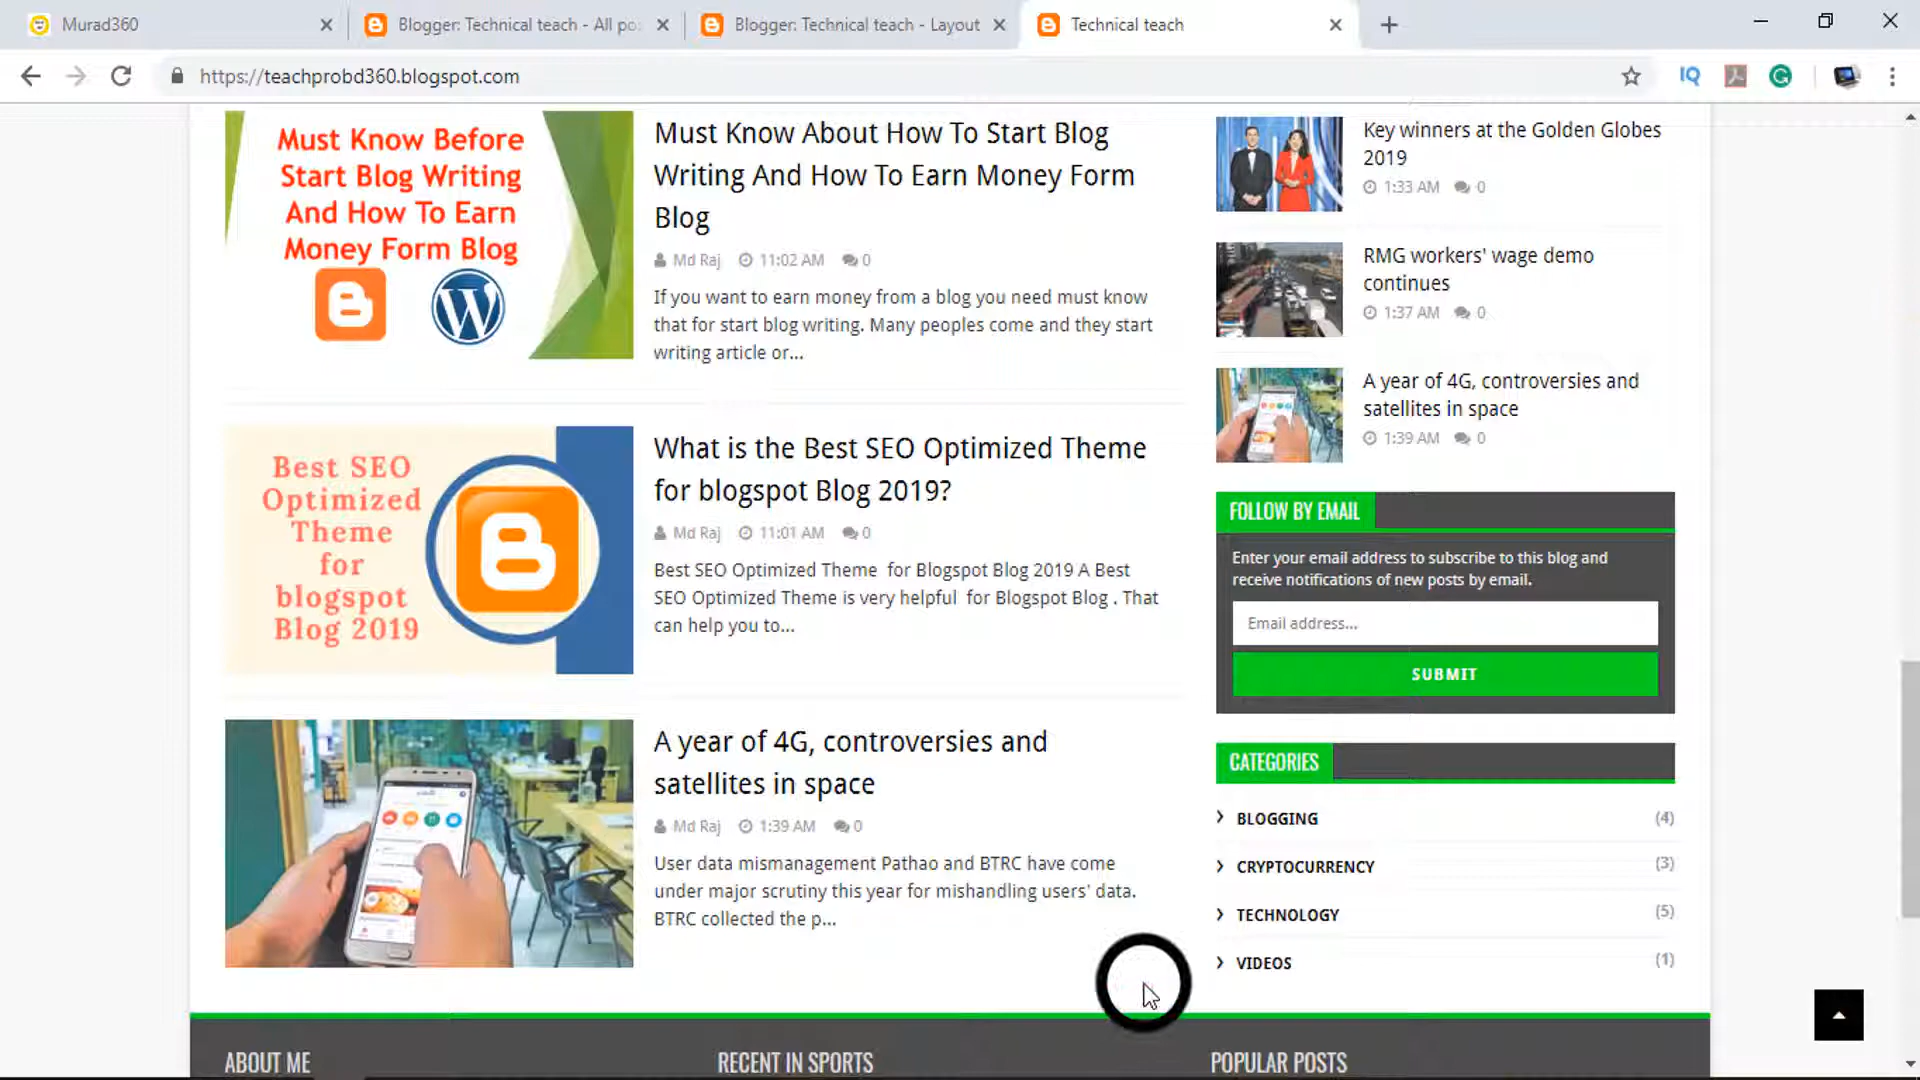 Murad360
Blogger: Technical teach - All po
Blogger: Technical teach - Layout
Technical teach
https://teachprobd360.blogspot.com
Must Know Before
Start Blog Writing
And How To Earn
Money Form Blog
Must Know About How To Start Blog
Writing And How To Earn Money Form
Blog
Md Raj 11:02 AM 0
If you want to earn money from a blog you need must know
that for start blog writing. Many peoples come and they start
writing article or...
Best SEO
Optimized
Theme
for
blogspot
Blog 2019
What is the Best SEO Optimized Theme
for blogspot Blog 2019?
Md Raj 11:01 AM 0
Best SEO Optimized Theme for Blogspot Blog 2019 A Best
SEO Optimized Theme is very helpful for Blogspot Blog . That
can help you to...
A year of 4G, controversies and
satellites in space
Md Raj 1:39 AM 0
User data mismanagement Pathao and BTRC have come
under major scrutiny this year for mishandling users' data.
BTRC collected the p...
Key winners at the Golden Globes
2019
1:33 AM 0
RMG workers' wage demo
continues
1:37 AM 0
A year of 4G, controversies and
satellites in space
1:39 AM 0
FOLLOW BY EMAIL
Enter your email address to subscribe to this blog and
receive notifications of new posts by email.
Email address...
SUBMIT
CATEGORIES
BLOGGING (4)
CRYPTOCURRENCY (3)
TECHNOLOGY (5)
VIDEOS (1)
ABOUT ME
RECENT IN SPORTS
POPULAR POSTS